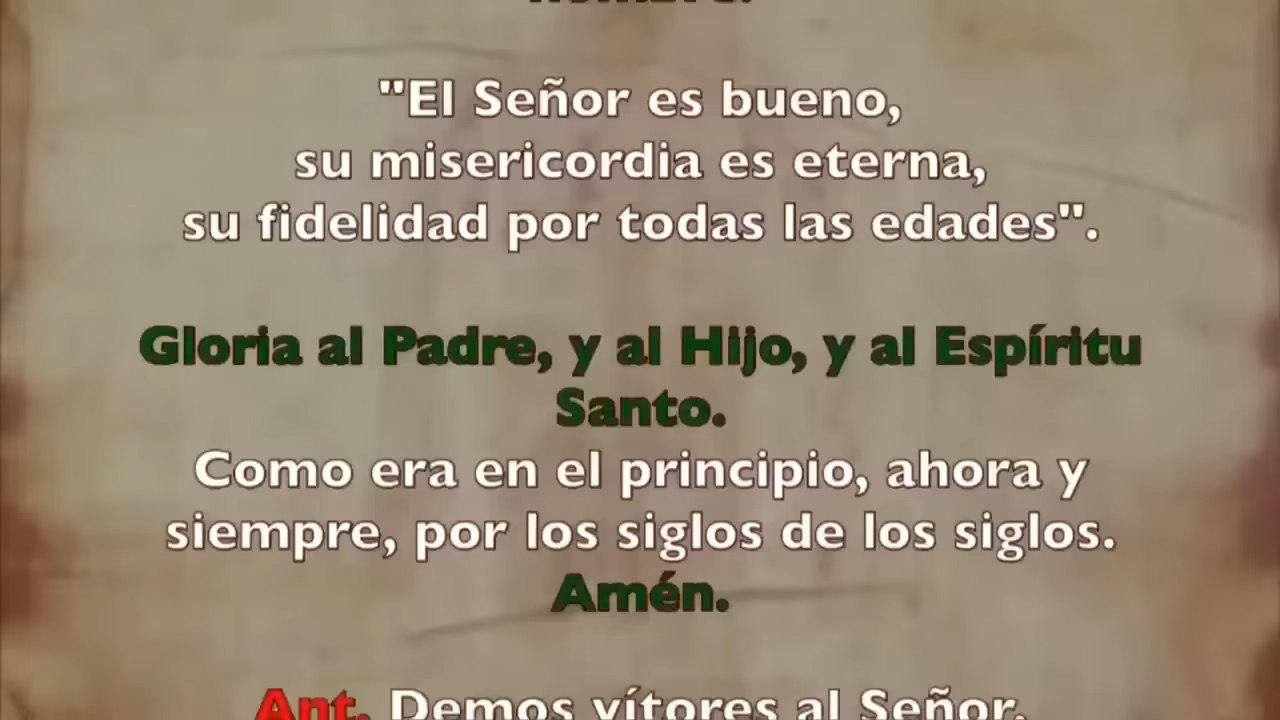 "El Señor es bueno,
su misericordia es eterna,
su fidelidad por todas las edades".
Gloria al Padre, y al Hijo, y al Espíritu
Santo.
Como era en el principio, ahora y
siempre, por los siglos de los siglos.
Amén.
Ant. Demos vítores al Señor,